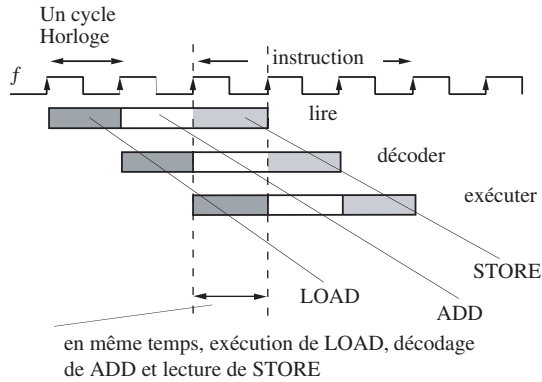 Un cycle
Horloge
instruction
f
lire
décoder
exécuter
STORE
LOAD
ADD
en même temps, exécution de LOAD, décodage
de ADD et lecture de STORE